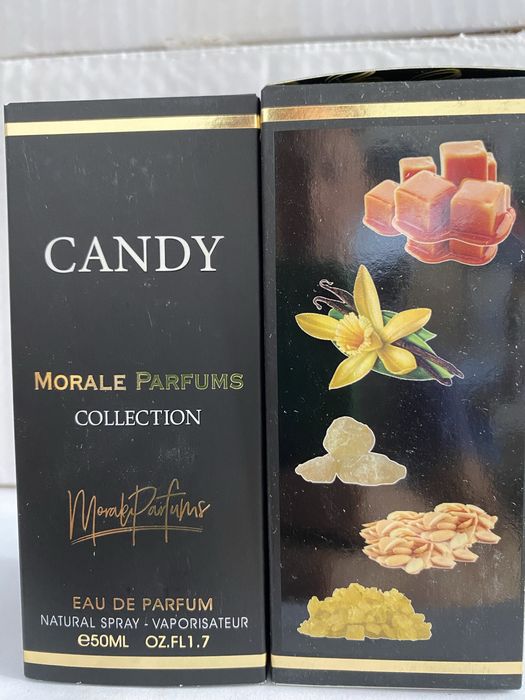 CANDY
MORALE PARFUMS
COLLECTION
MoraleParfums
EAU DE PARFUM
NATURAL SPRAY - VAPORISATEUR
℮50ML OZ.FL1.7